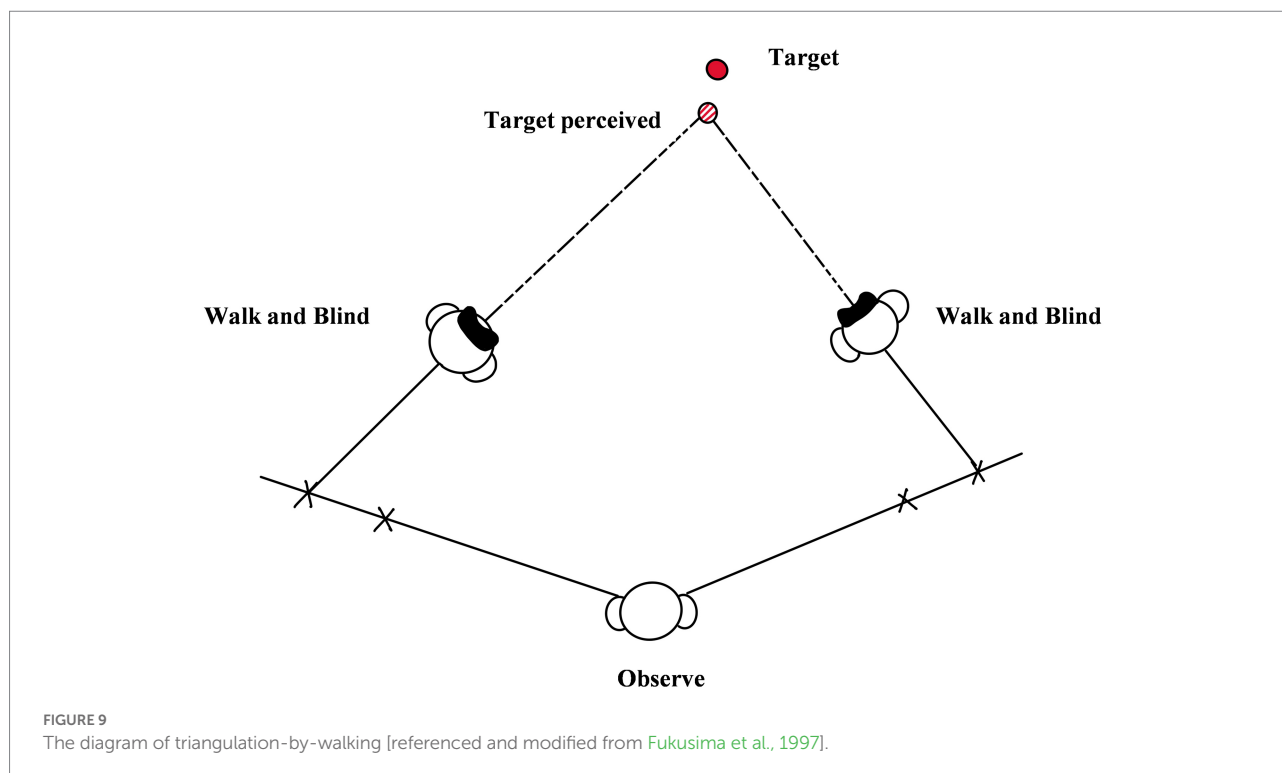 Target
Target perceived
Walk and Blind
Walk and Blind
Observe
FIGURE 9
The diagram of triangulation-by-walking [referenced and modified from Fukusima et al., 1997].